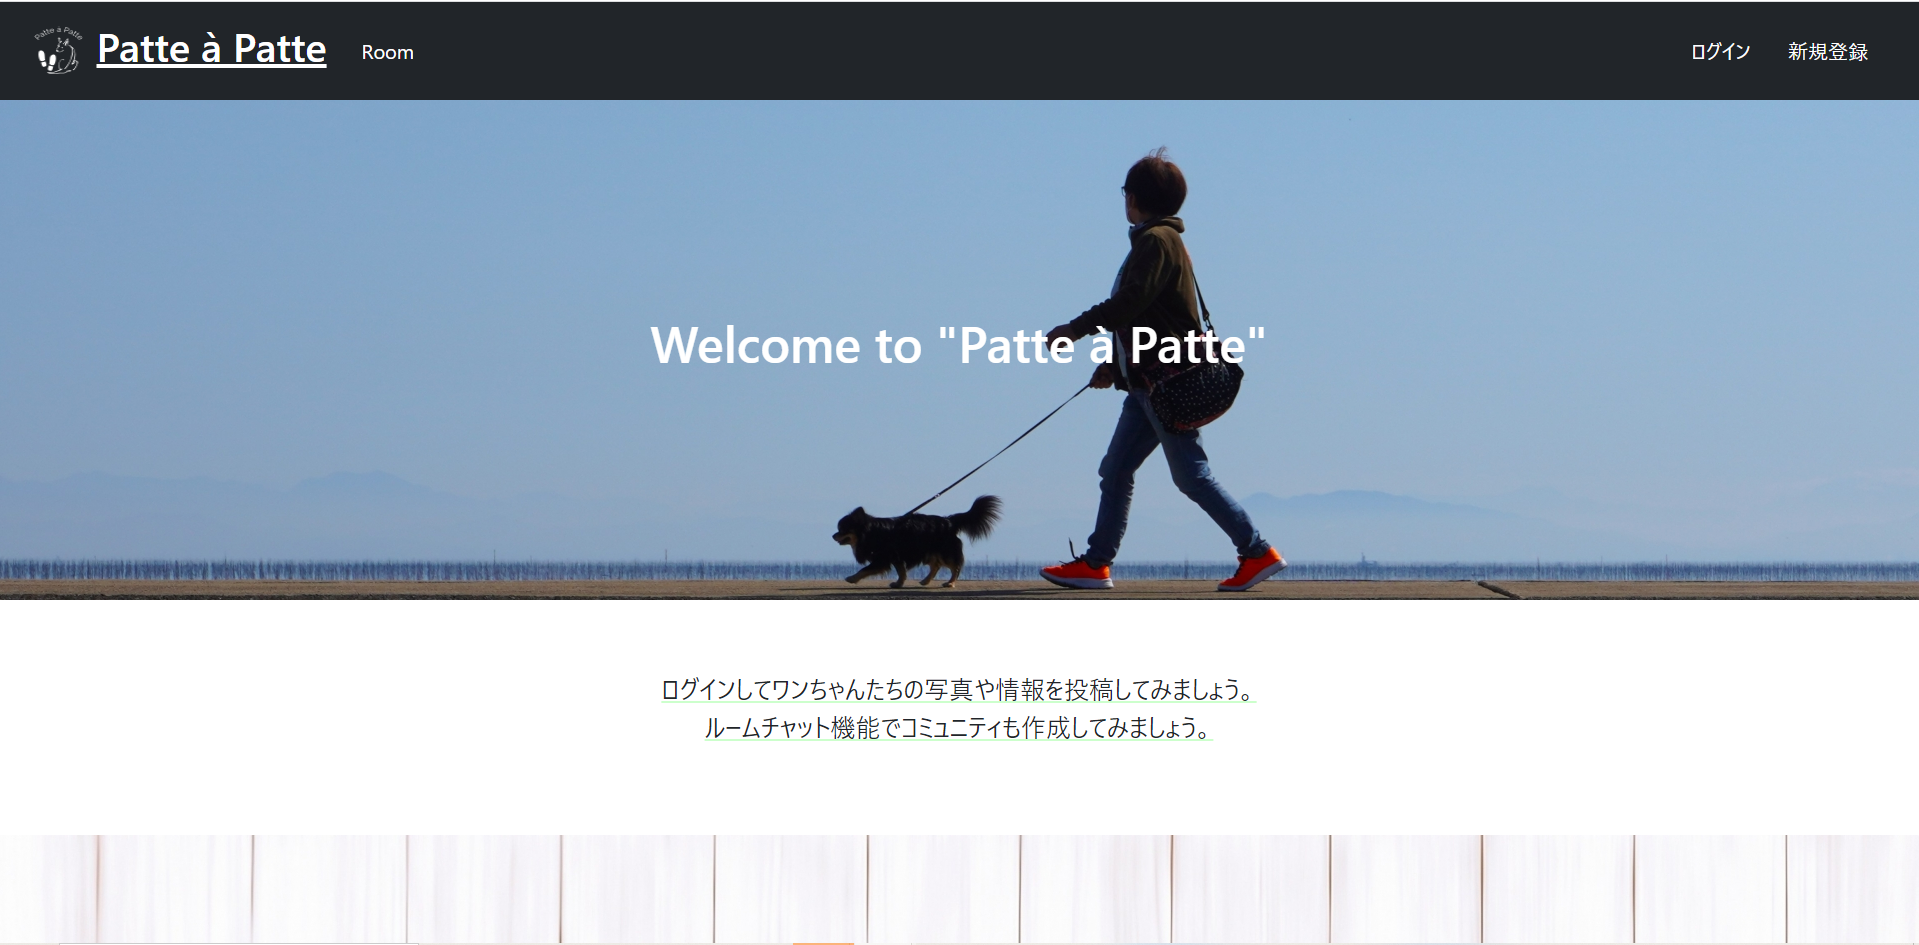 Patte à Patte
Patte à Patte
Room
ログイン
新規登録
Welcome to "Patte à Patte"
ログインしてワンちゃんたちの写真や情報を投稿してみましょう。
ルームチャット機能でコミュニティも作成してみましょう。